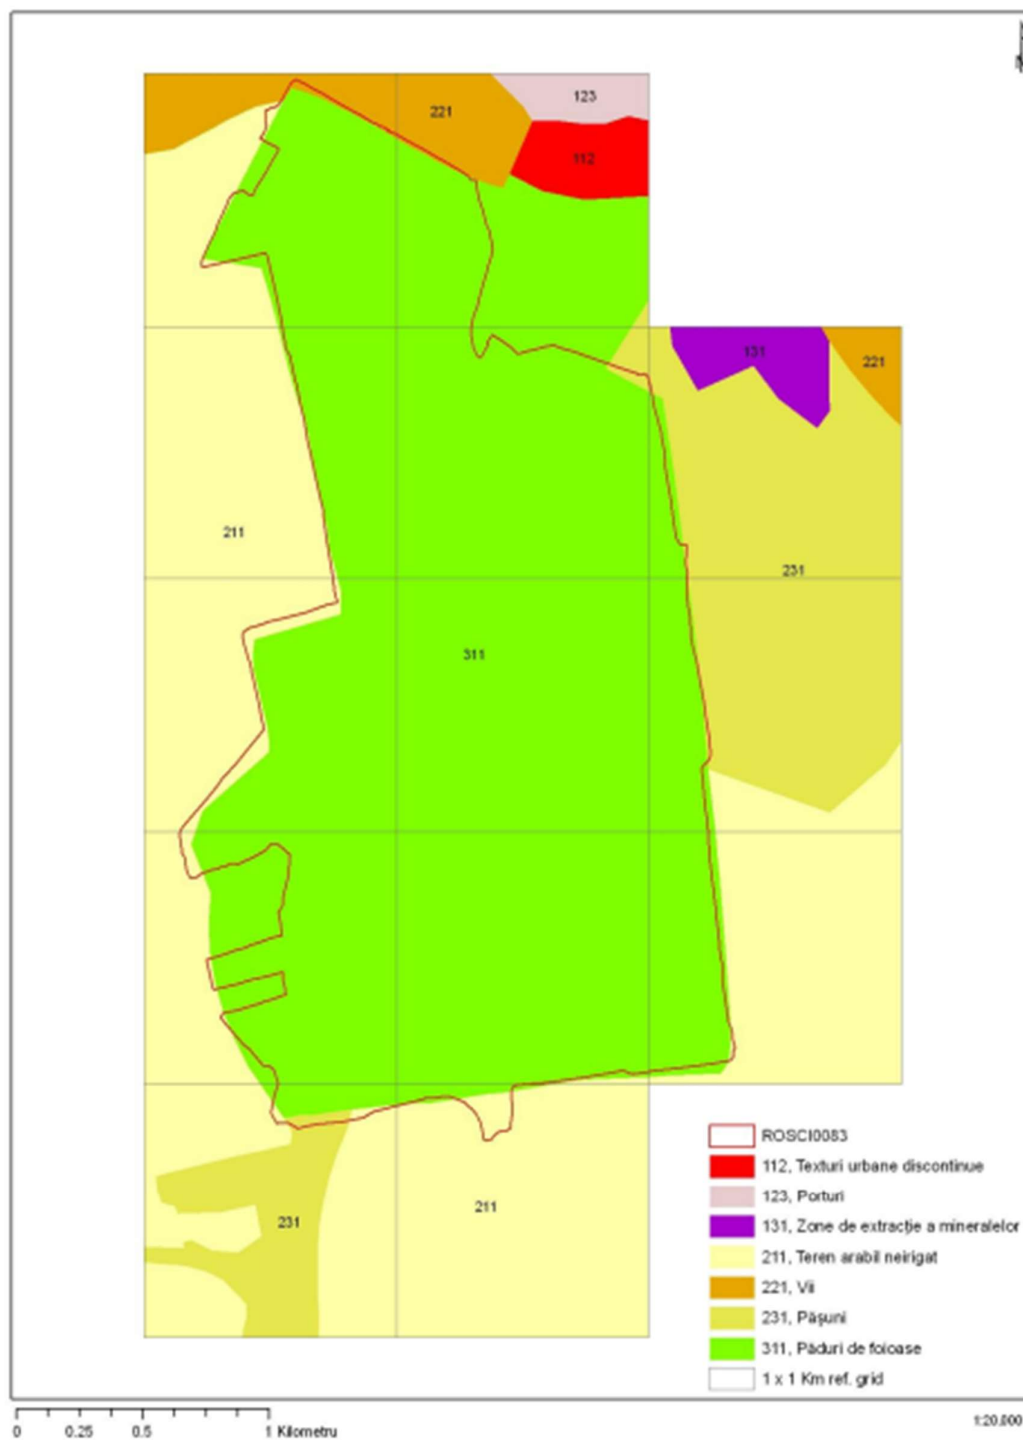 123
221
112
131
221
211
231
311
231
211
ROSCI0083
112, Texturi urbane discontinue
123, Porturi
131, Zone de extracție a mineralelor
211, Teren arabil neirigat
221, Vii
231, Pășuni
311, Păduri de foioase
1 x 1 Km ref. grid
0 0.25 0.5 1 Kilometru
1:20.000